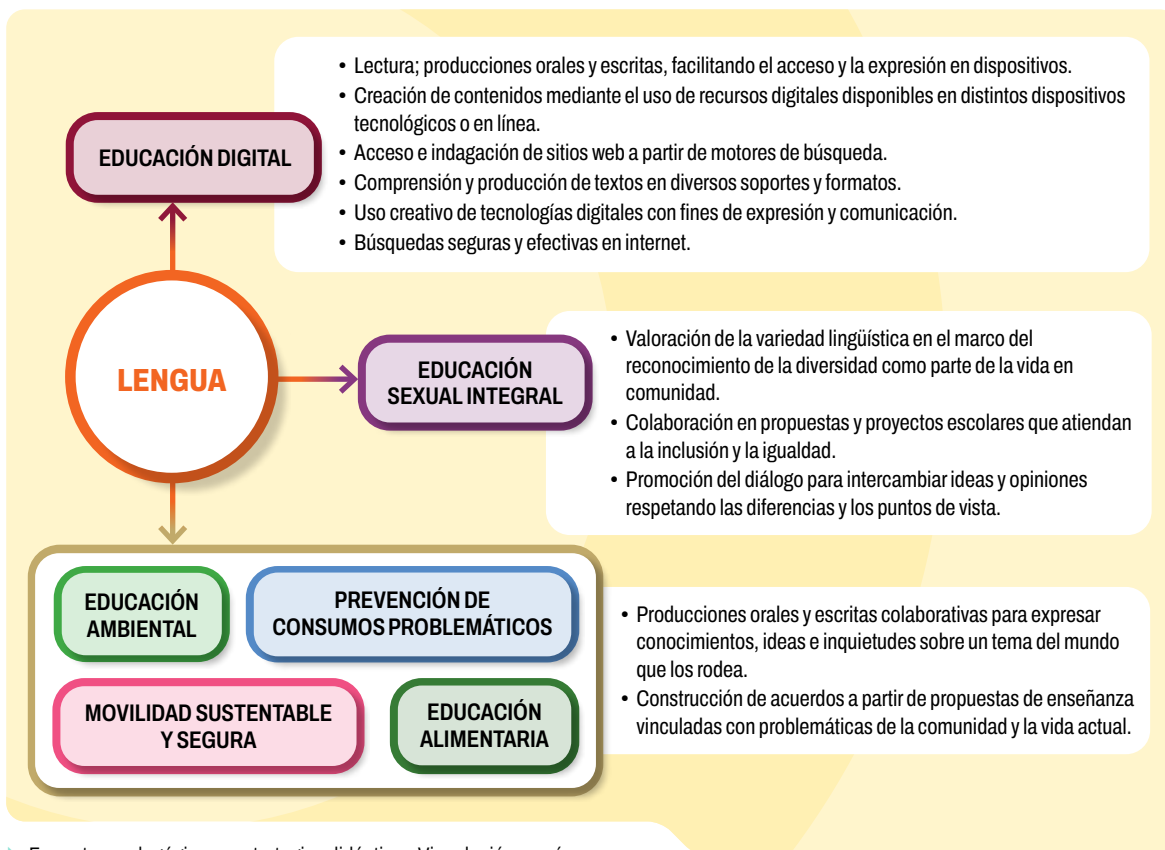 • Lectura; producciones orales y escritas, facilitando el acceso y la expresión en dispositivos.
• Creación de contenidos mediante el uso de recursos digitales disponibles en distintos dispositivos
tecnológicos o en línea.
• Acceso e indagación de sitios web a partir de motores de búsqueda.
• Comprensión y producción de textos en diversos soportes y formatos.
• Uso creativo de tecnologías digitales con fines de expresión y comunicación.
• Búsquedas seguras y efectivas en internet.
EDUCACIÓN DIGITAL
LENGUA
EDUCACIÓN
SEXUAL INTEGRAL
• Valoración de la variedad lingüística en el marco del
reconocimiento de la diversidad como parte de la vida en
comunidad.
• Colaboración en propuestas y proyectos escolares que atiendan
a la inclusión y la igualdad.
• Promoción del diálogo para intercambiar ideas y opiniones
respetando las diferencias y los puntos de vista.
EDUCACIÓN
AMBIENTAL
PREVENCIÓN DE
CONSUMOS PROBLEMÁTICOS
MOVILIDAD SUSTENTABLE
Y SEGURA
EDUCACIÓN
ALIMENTARIA
• Producciones orales y escritas colaborativas para expresar
conocimientos, ideas e inquietudes sobre un tema del mundo
que los rodea.
• Construcción de acuerdos a partir de propuestas de enseñanza
vinculadas con problemáticas de la comunidad y la vida actual.